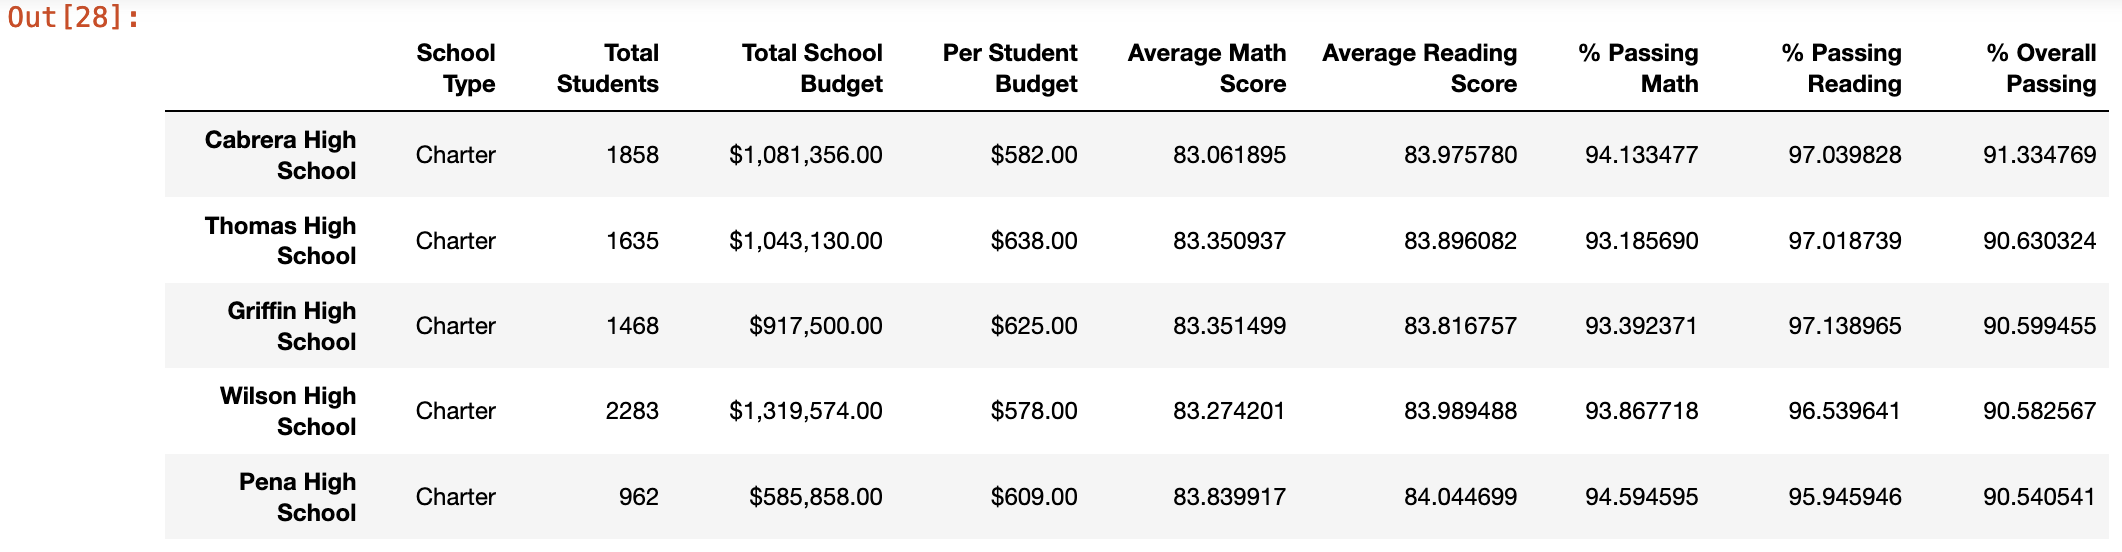 Out[28]:
School Type Total Students Total School Budget Per Student Budget Average Math Score Average Reading Score % Passing Math % Passing Reading % Overall Passing
Cabrera High School Charter 1858 $1,081,356.00 $582.00 83.061895 83.975780 94.133477 97.039828 91.334769
Thomas High School Charter 1635 $1,043,130.00 $638.00 83.350937 83.896082 93.185690 97.018739 90.630324
Griffin High School Charter 1468 $917,500.00 $625.00 83.351499 83.816757 93.392371 97.138965 90.599455
Wilson High School Charter 2283 $1,319,574.00 $578.00 83.274201 83.989488 93.867718 96.539641 90.582567
Pena High School Charter 962 $585,858.00 $609.00 83.839917 84.044699 94.594595 95.945946 90.540541